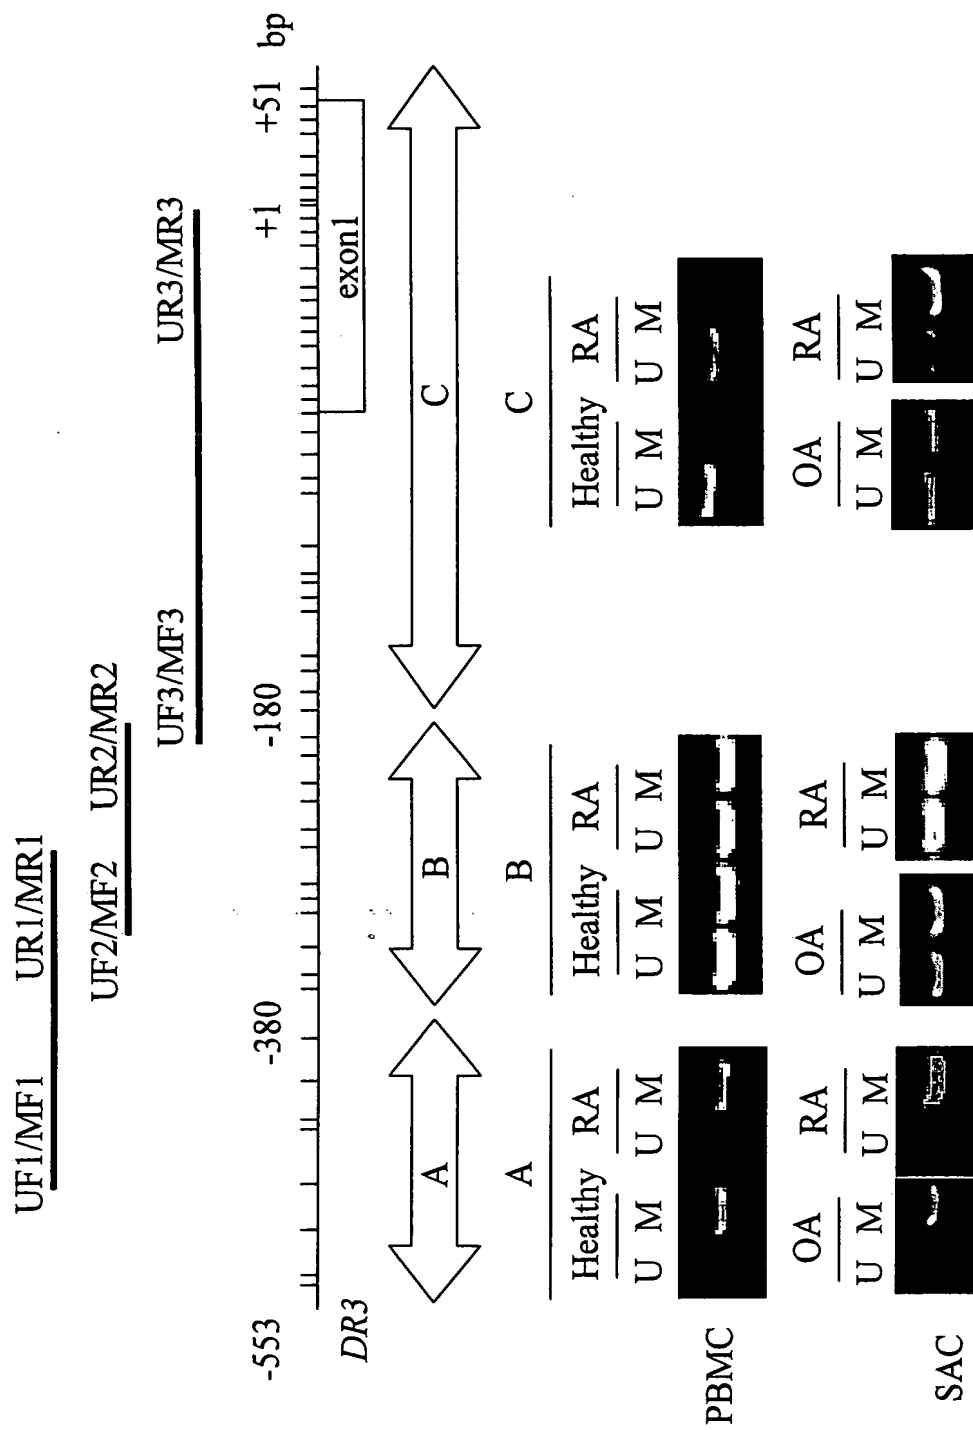 UF1/MF1 UR1/MR1
UF2/MF2 UR2/MR2
UF3/MF3 UR3/MR3
-553 -380 -180 +1 +51 bp
DR3 exon1
A B C
A B C
Healthy RA Healthy RA Healthy RA
U M U M U M U M U M U M
PBMC
OA RA OA RA OA RA
U M U M U M U M U M U M
SAC